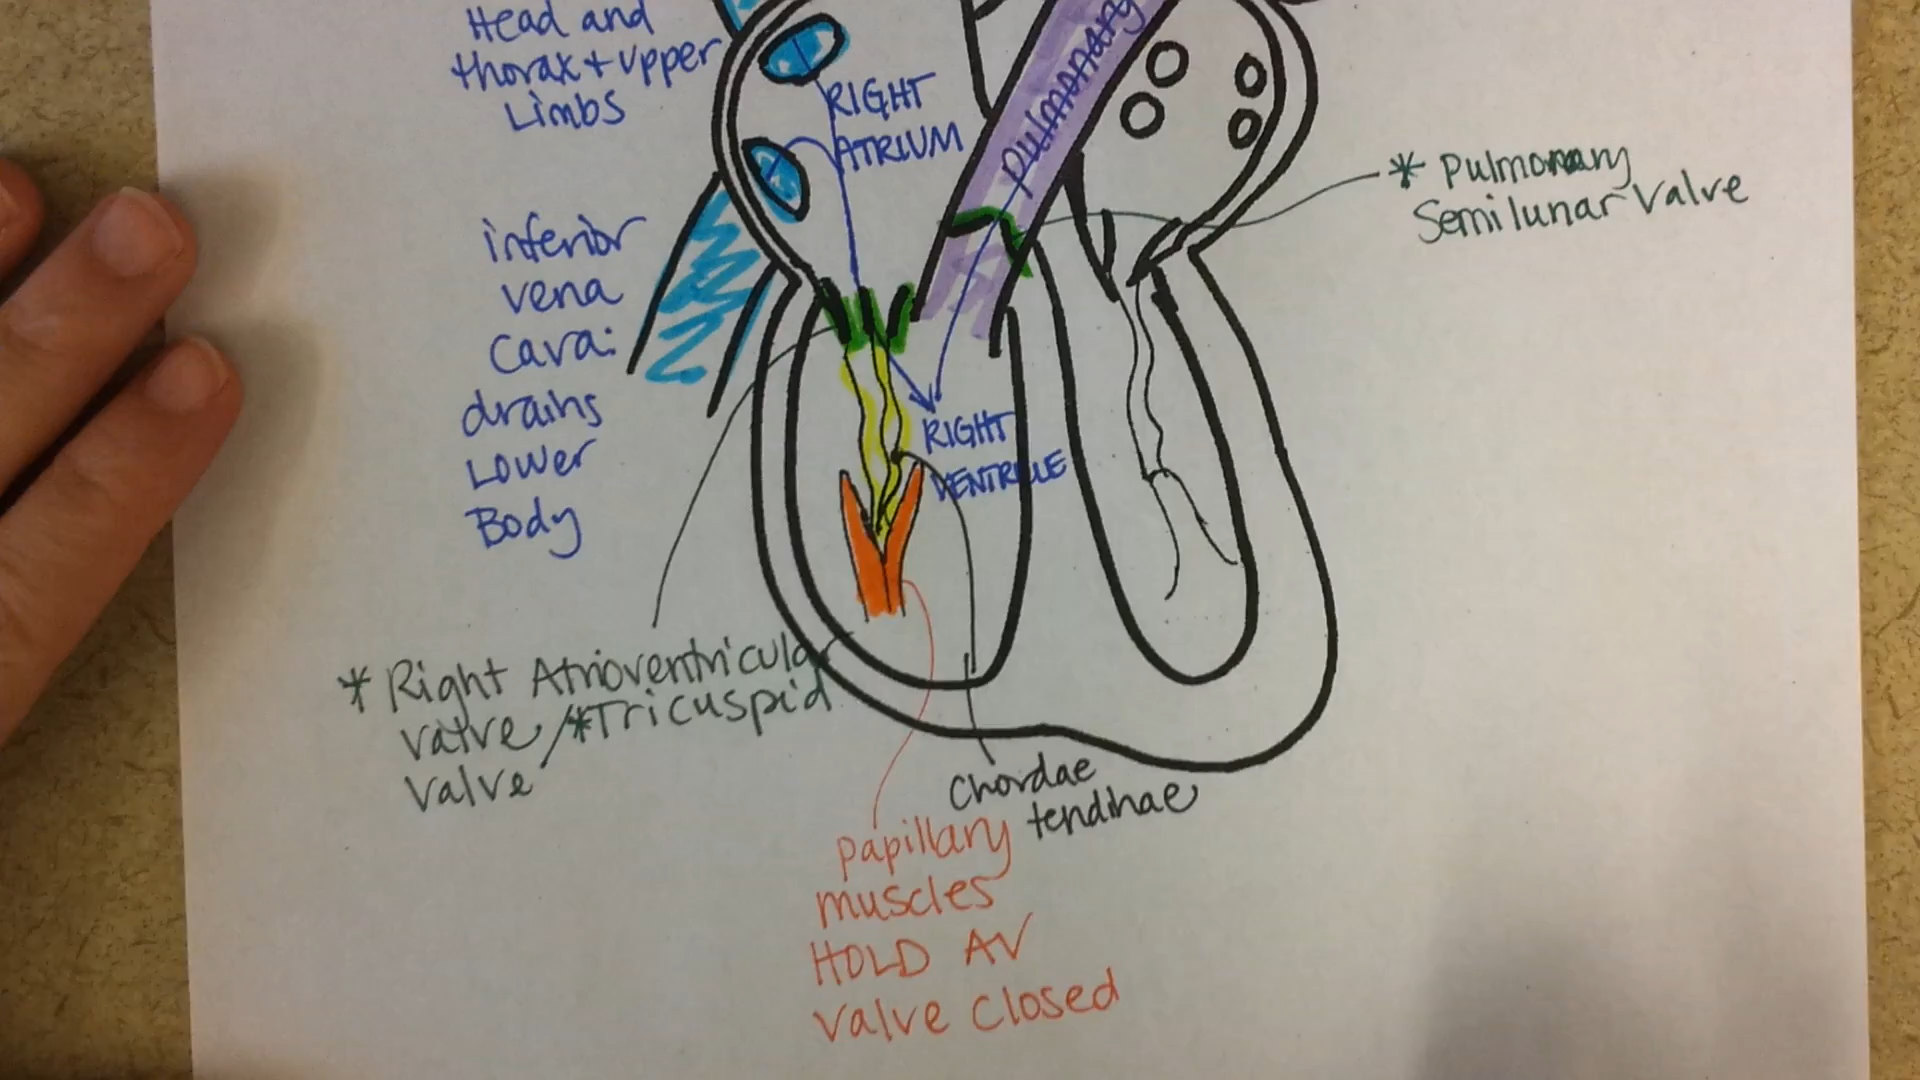 Head and
thorax + upper
Limbs
RIGHT
ATRIUM
pulmonary
* pulmonary
Semilunar valve
inferior
vena
cava:
drains
Lower
Body
RIGHT
VENTRICLE
* Right Atrioventricular
valve / *Tricuspid
valve
Chordae
tendinae
papillary
muscles
HOLD AV
valve closed